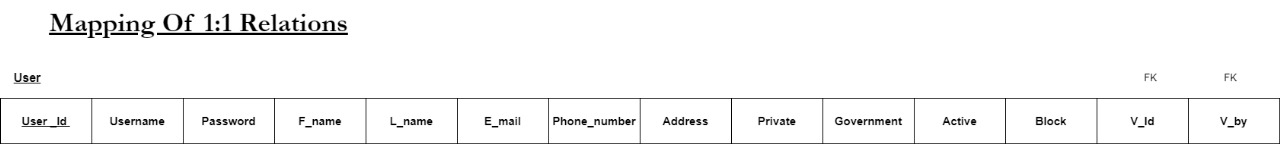 Mapping Of 1:1 Relations
User FK FK
User_Id Username Password F_name L_name E_mail Phone_number Address Private Government Active Block V_Id V_by